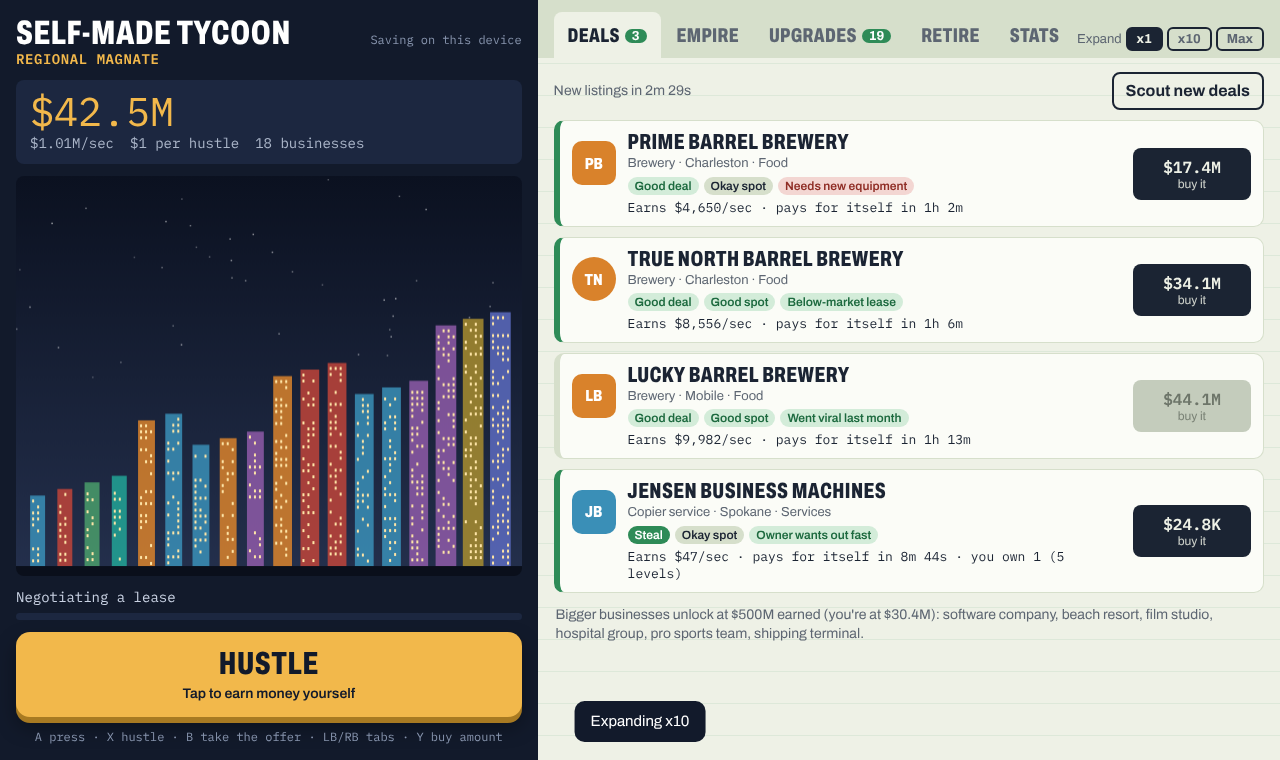 SELF-MADE TYCOON
REGIONAL MAGNATE
Saving on this device
$42.5M
$1.01M/sec $1 per hustle 18 businesses
Negotiating a lease
HUSTLE
Tap to earn money yourself
A press · X hustle · B take the offer · LB/RB tabs · Y buy amount
DEALS 3 EMPIRE UPGRADES 19 RETIRE STATS Expand x1 x10 Max
New listings in 2m 29s
Scout new deals
PB
PRIME BARREL BREWERY
Brewery · Charleston · Food
Good deal Okay spot Needs new equipment
Earns $4,650/sec · pays for itself in 1h 2m
$17.4M
buy it
TN
TRUE NORTH BARREL BREWERY
Brewery · Charleston · Food
Good deal Good spot Below-market lease
Earns $8,556/sec · pays for itself in 1h 6m
$34.1M
buy it
LB
LUCKY BARREL BREWERY
Brewery · Mobile · Food
Good deal Good spot Went viral last month
Earns $9,982/sec · pays for itself in 1h 13m
$44.1M
buy it
JB
JENSEN BUSINESS MACHINES
Copier service · Spokane · Services
Steal Okay spot Owner wants out fast
Earns $47/sec · pays for itself in 8m 44s · you own 1 (5
levels)
$24.8K
buy it
Bigger businesses unlock at $500M earned (you're at $30.4M): software company, beach resort, film studio,
hospital group, pro sports team, shipping terminal.
Expanding x10